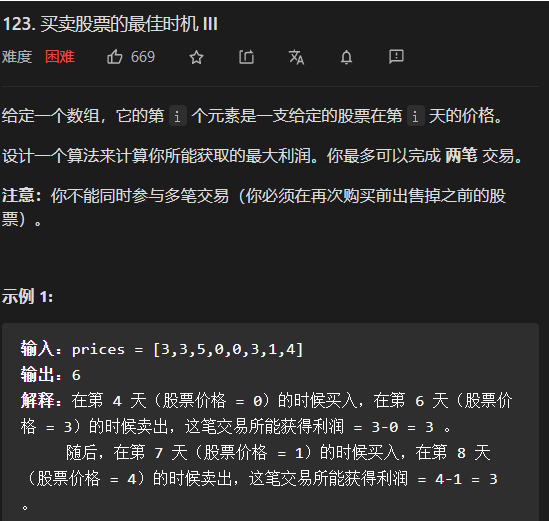 123. 买卖股票的最佳时机 III
难度 困难 669
给定一个数组，它的第 i 个元素是一支给定的股票在第 i 天的价格。
设计一个算法来计算你所能获取的最大利润。你最多可以完成 两笔 交易。
注意：你不能同时参与多笔交易（你必须在再次购买前出售掉之前的股
票）。
示例 1:
输入：prices = [3,3,5,0,0,3,1,4]
输出：6
解释：在第 4 天（股票价格 = 0）的时候买入，在第 6 天（股票价
格 = 3）的时候卖出，这笔交易所能获得利润 = 3-0 = 3 。
随后，在第 7 天（股票价格 = 1）的时候买入，在第 8 天
（股票价格 = 4）的时候卖出，这笔交易所能获得利润 = 4-1 = 3
。